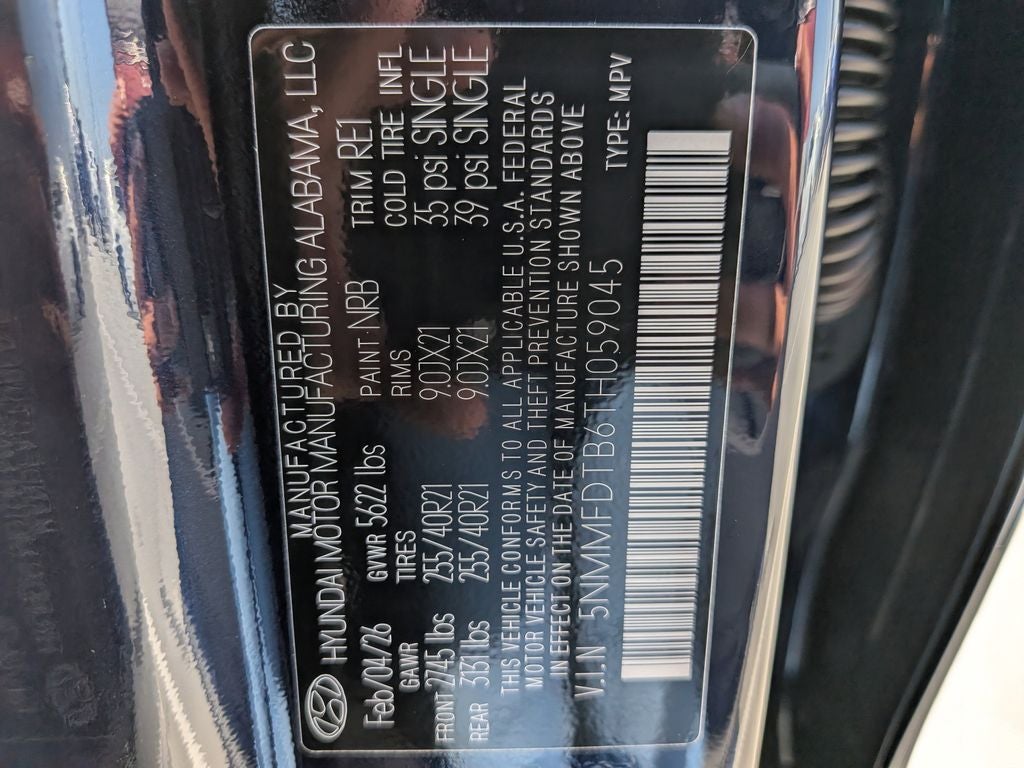 MANUFACTURED BY
HYUNDAI MOTOR MANUFACTURING ALABAMA, LLC
Feb/04/26 GVWR 5622 lbs PAINT NRB TRIM RF1
GAWR TIRES RIMS COLD TIRE INFL
FRONT 2745 lbs 255/40R21 9.0JX21 35 psi SINGLE
REAR 3131 lbs 255/40R21 9.0JX21 39 psi SINGLE
THIS VEHICLE CONFORMS TO ALL APPLICABLE U.S.A. FEDERAL
MOTOR VEHICLE SAFETY AND THEFT PREVENTION STANDARDS
IN EFFECT ON THE DATE OF MANUFACTURE SHOWN ABOVE
V.I.N 5NMMFDTB6TH059045 TYPE: MPV